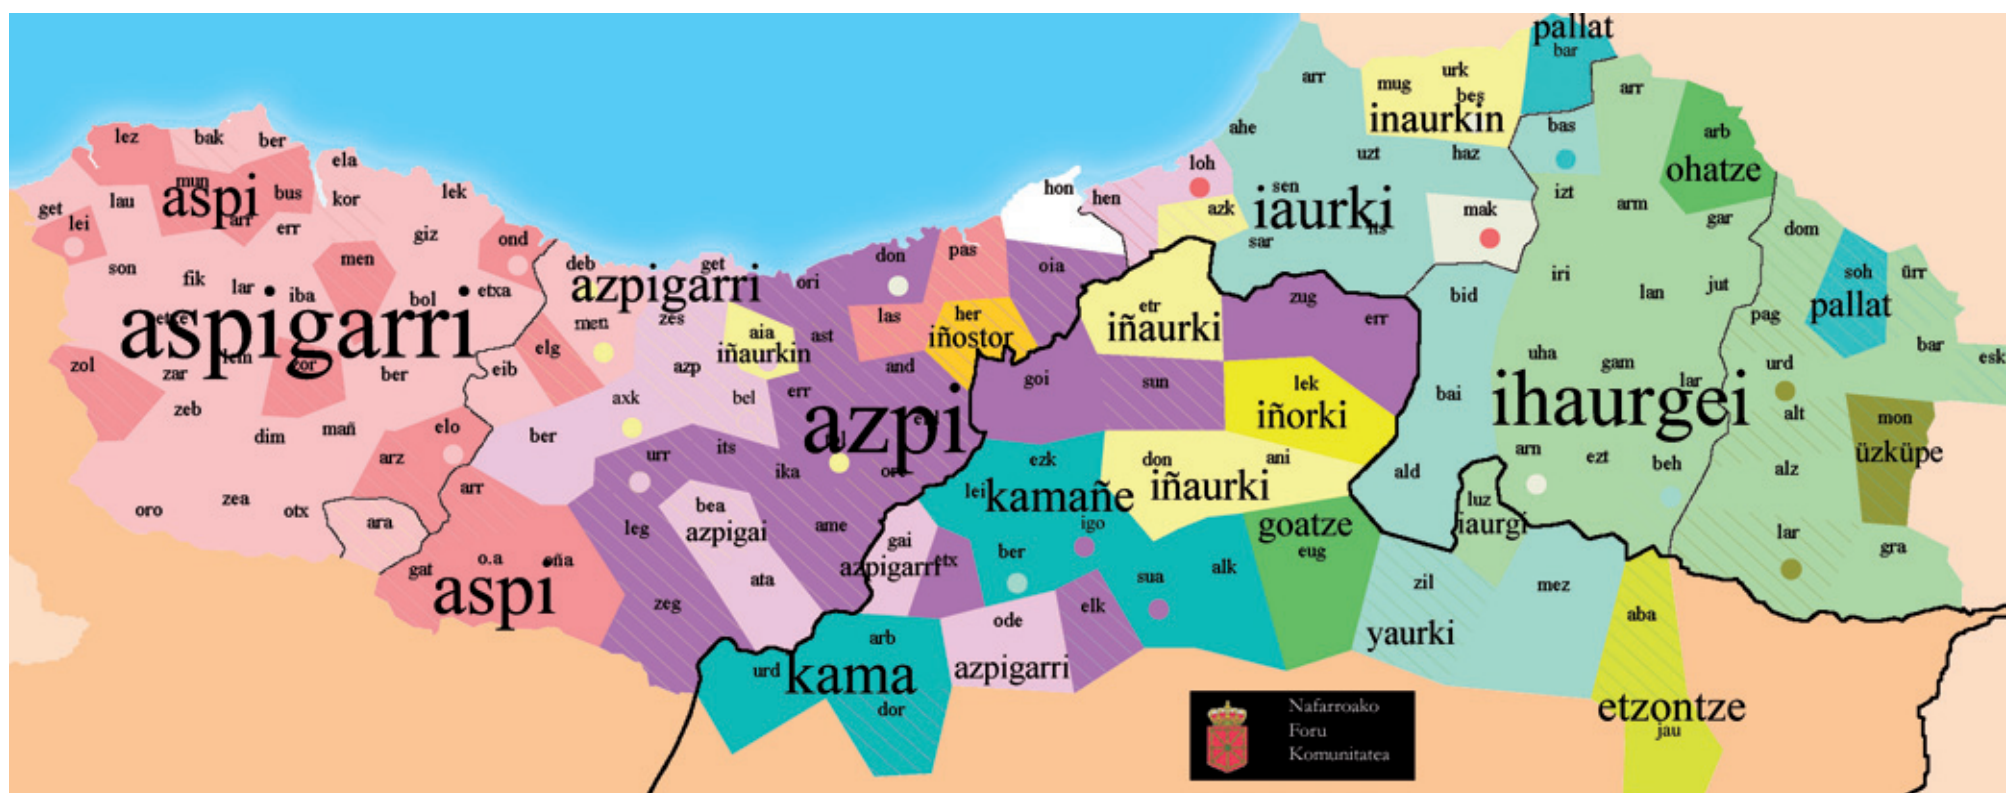 pallat
bar
arr
mug
urk
bes
inaurkin
arr
lez
bak
ber
ela
ahe
uzt
haz
bas
arb
ohatze
mun
aspi
bus
lau
kor
lek
loh
hon
hen
sen
iaurki
azk
mak
izt
arm
gar
get
lei
arr
err
giz
ond
sar
dom
son
fik
lar
iba
men
bol
etxa
deb
get
azpigarri
ori
don
pas
oia
zug
err
bid
iri
lan
jut
soh
ürr
pallat
aspigarri
men
zes
aia
iñaurkin
ast
las
her
iñostor
etr
iñaurki
pag
bar
esk
zol
zar
zor
ber
elg
eib
azp
and
goi
sun
lek
iñorki
bai
uha
gam
lar
ihaurgei
urd
alt
zeb
dim
mañ
elo
axk
bel
err
azpi
mon
üzküpe
ber
arz
urr
its
ika
ezk
don
ani
iñaurki
ald
arn
ezt
beh
alz
oro
zea
otx
ara
arr
bea
azpigai
leg
ame
lei
kamañe
igo
goatze
eug
luz
iaurgi
lar
gra
gat
o.a
oña
aspi
ata
zeg
gai
azpigarri
etx
ber
sua
alk
elk
zil
yaurki
mez
aba
urd
arb
kama
dor
ode
azpigarri
etzontze
jau
Nafarroako
Foru
Komunitatea